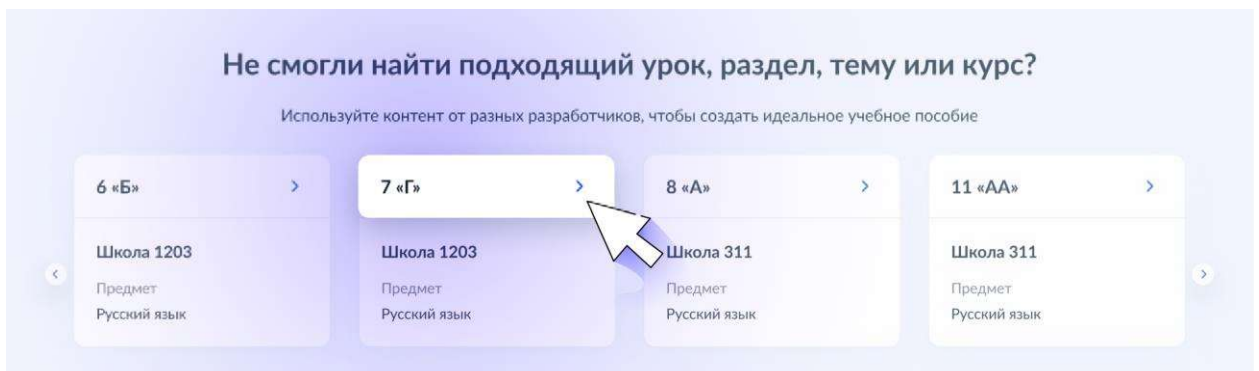 Не смогли найти подходящий урок, раздел, тему или курс?
Используйте контент от разных разработчиков, чтобы создать идеальное учебное пособие
6 «Б»
Школа 1203
Предмет
Русский язык
7 «Г»
Школа 1203
Предмет
Русский язык
8 «А»
Школа 311
Предмет
Русский язык
11 «АА»
Школа 311
Предмет
Русский язык